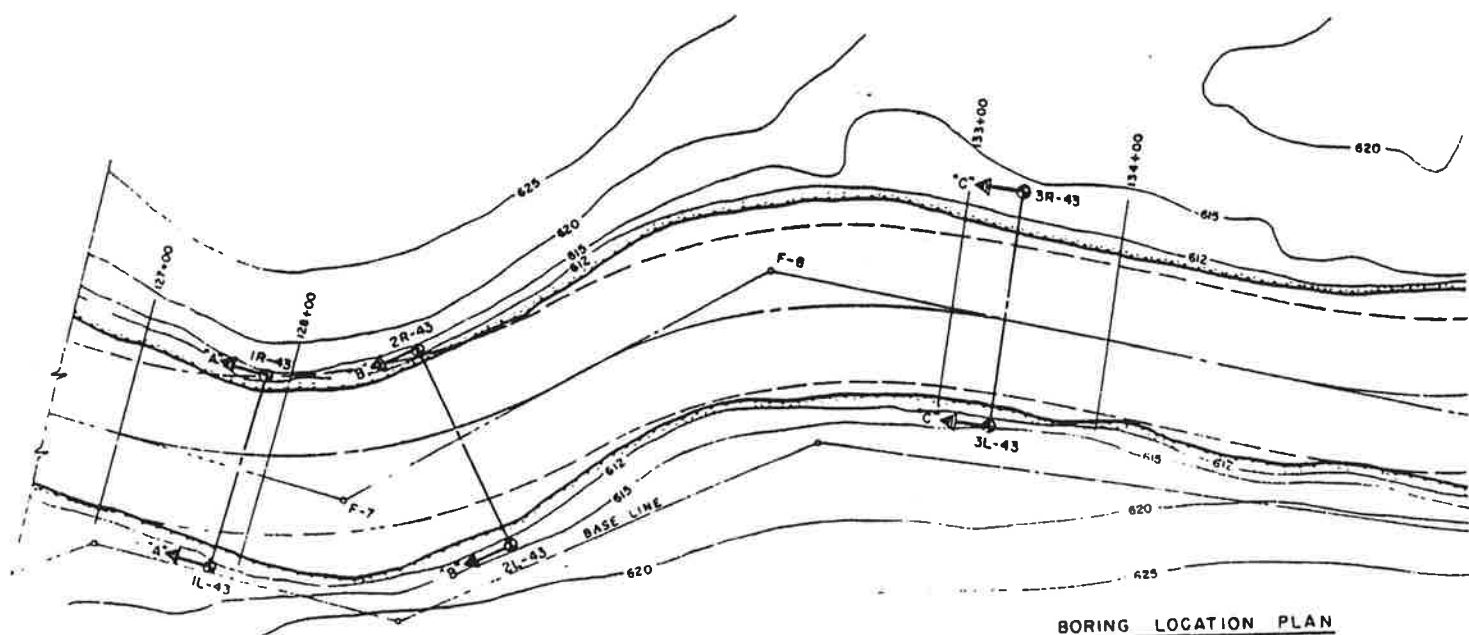 625
620
615
612
127+00
128+00
"A"
1R-43
"B"
2R-43
F-6
133+00
134+00
"C"
3R-43
615
612
620
F-7
"A"
1L-43
"B"
2L-43
612
615
BASE LINE
620
"C"
3L-43
615
612
620
625
BORING LOCATION PLAN